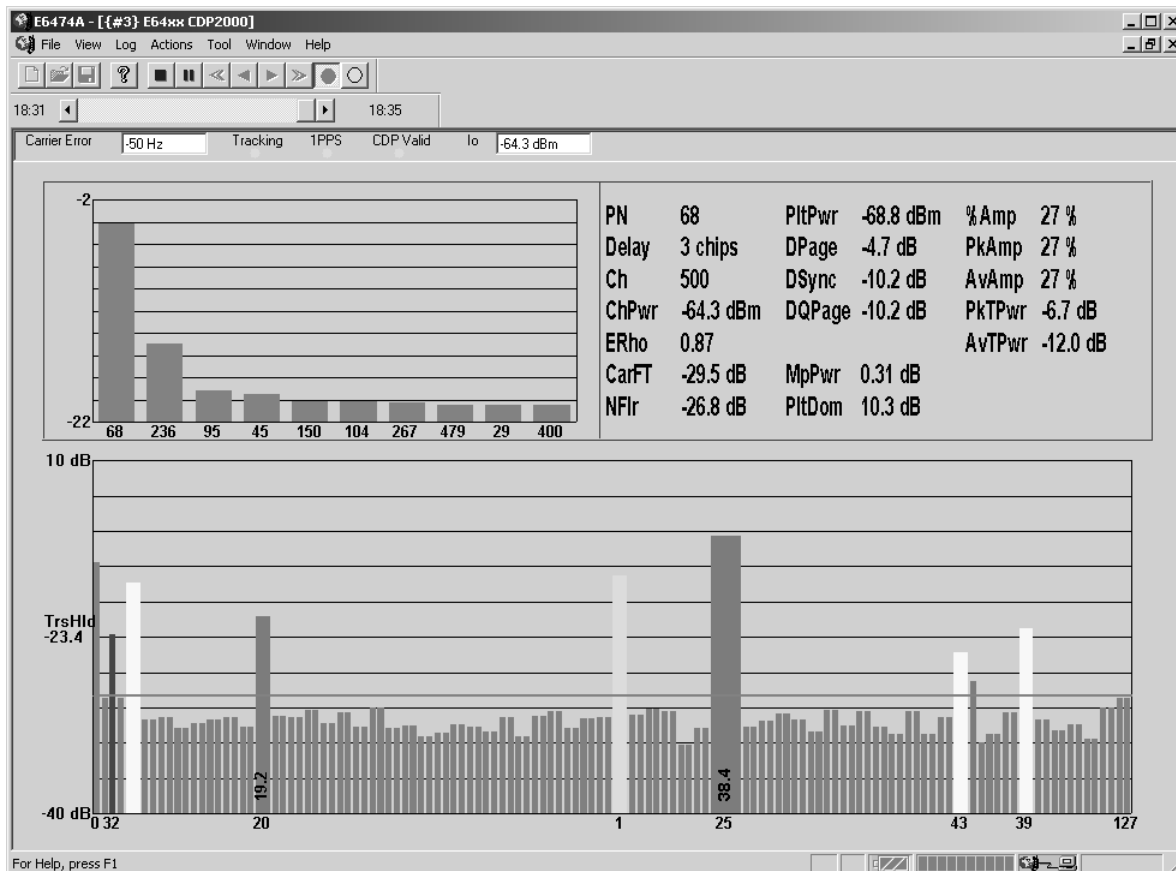 E6474A - [{#3} E64xx CDP2000]
File View Log Actions Tool Window Help
18:31 18:35
Carrier Error -50 Hz Tracking 1PPS CDP Valid Io -64.3 dBm
-2
-22
68 236 95 45 150 104 267 479 29 400
PN 68 PltPwr -68.8 dBm %Amp 27 %
Delay 3 chips DPage -4.7 dB PkAmp 27 %
Ch 500 DSync -10.2 dB AvAmp 27 %
ChPwr -64.3 dBm DQPage -10.2 dB PkTPwr -6.7 dB
ERho 0.87 AvTPwr -12.0 dB
CarFT -29.5 dB MpPwr 0.31 dB
NFlr -26.8 dB PltDom 10.3 dB
10 dB
TrsHld
-23.4
-40 dB
19.2
38.4
0 32 20 1 25 43 39 127
For Help, press F1